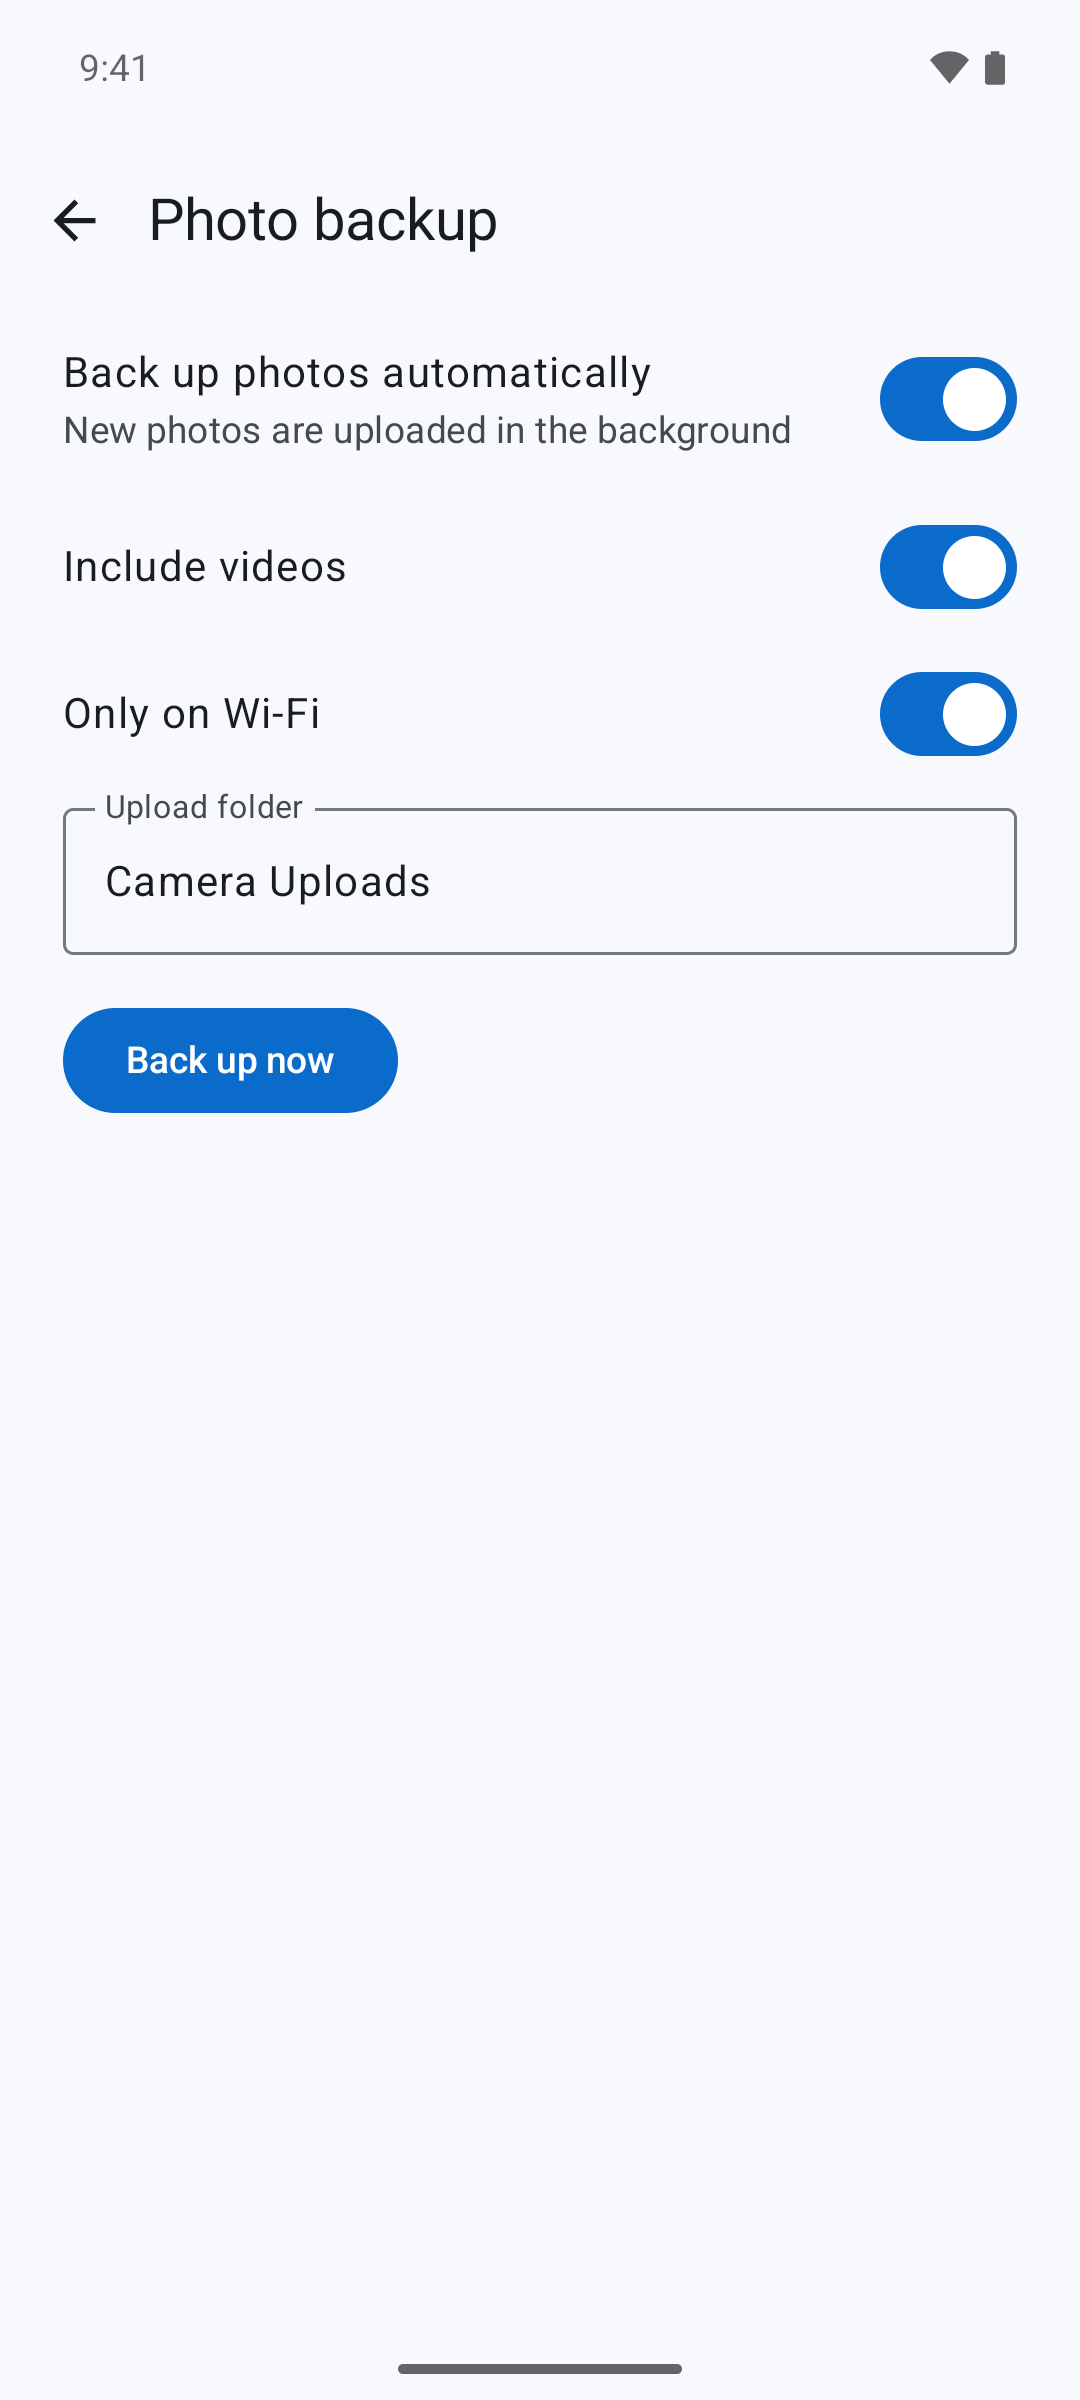 9:41
Photo backup
Back up photos automatically
New photos are uploaded in the background
Include videos
Only on Wi-Fi
Upload folder
Camera Uploads
Back up now